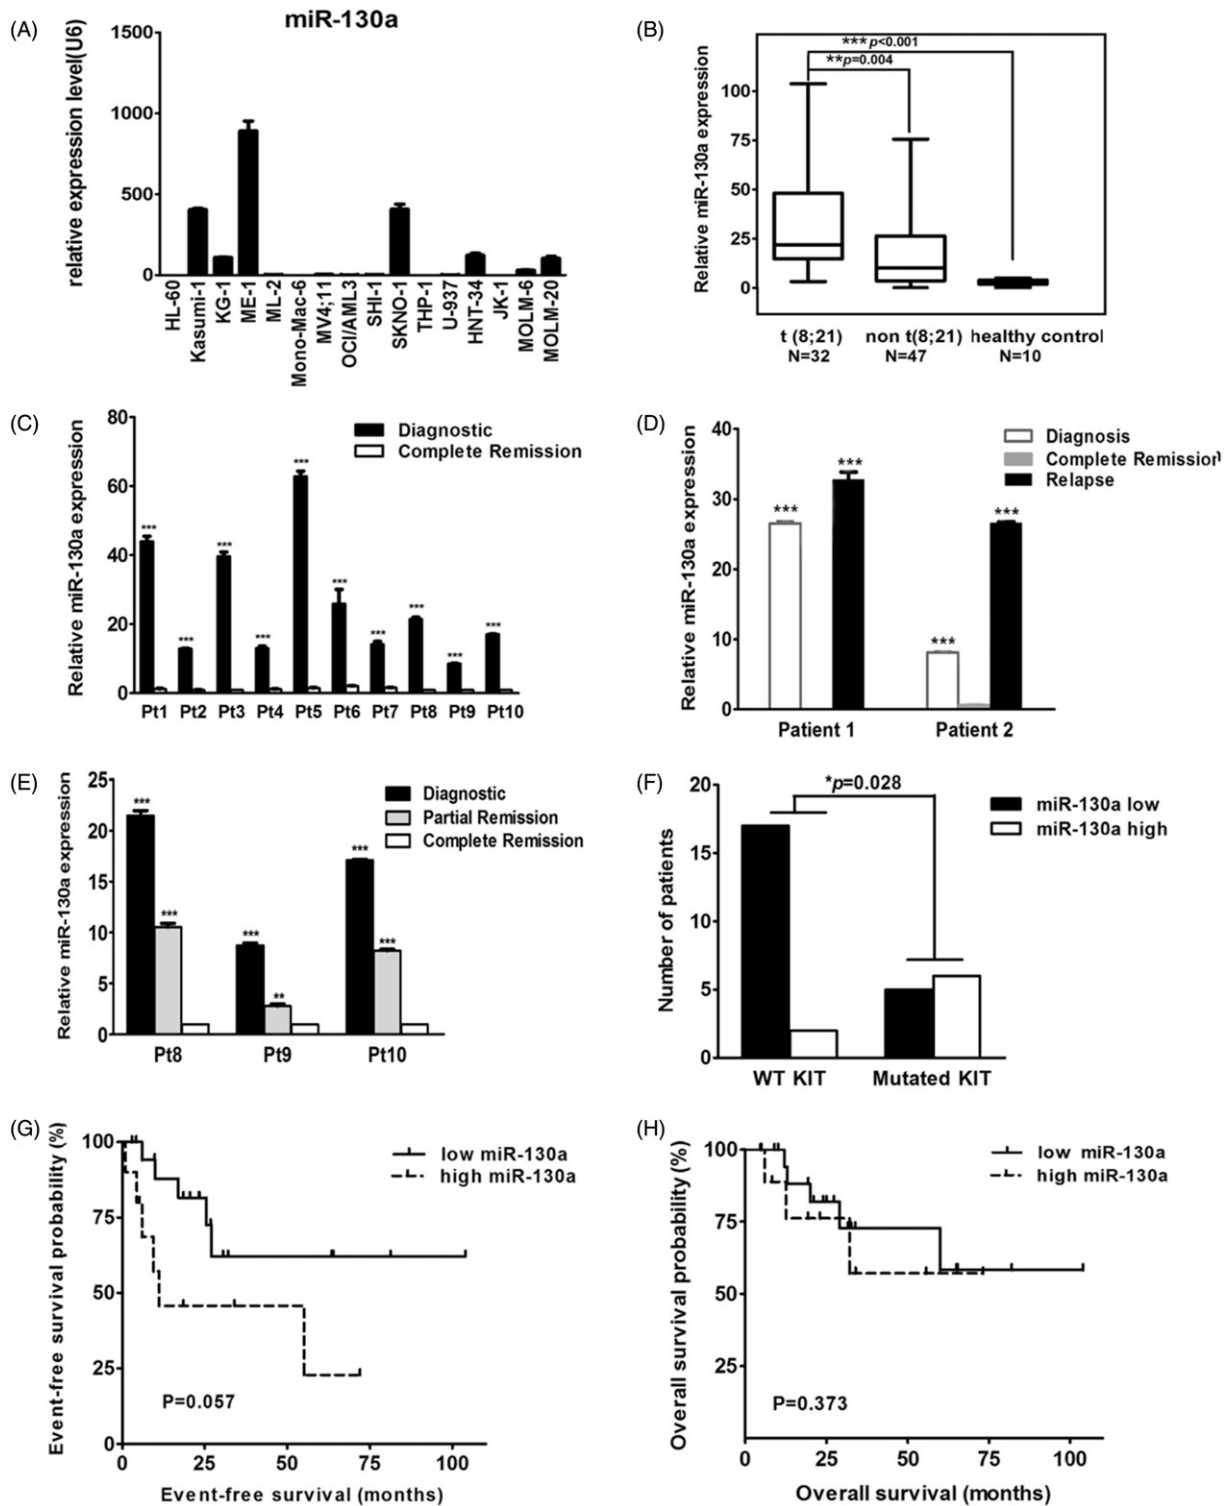 (A)
miR-130a
relative expression level(U6)
1500
1000
500
0
HL-60
Kasumi-1
KG-1
ME-1
ML-2
Mono-Mac-6
MV4;11
OCI/AML3
SHI-1
SKNO-1
THP-1
U-937
HNT-34
JK-1
MOLM-6
MOLM-20
(B)
Relative miR-130a expression
***p<0.001
**p=0.004
100
75
50
25
0
t (8;21) non t(8;21) healthy control
N=32 N=47 N=10
(C)
Relative miR-130a expression
80
60
40
20
0
Diagnostic
Complete Remission
***
***
***
***
***
***
***
***
***
***
Pt1 Pt2 Pt3 Pt4 Pt5 Pt6 Pt7 Pt8 Pt9 Pt10
(D)
Relative miR-130a expression
40
30
20
10
0
Diagnosis
Complete Remission
Relapse
***
***
***
***
Patient 1 Patient 2
(E)
Relative miR-130a expression
25
20
15
10
5
0
Diagnostic
Partial Remission
Complete Remission
***
***
***
**
***
***
Pt8 Pt9 Pt10
(F)
Number of patients
20
15
10
5
0
*p=0.028
miR-130a low
miR-130a high
WT KIT Mutated KIT
(G)
Event-free survival probability (%)
100
75
50
25
0
low miR-130a
high miR-130a
P=0.057
0 25 50 75 100
Event-free survival (months)
(H)
Overall survival probability (%)
100
75
50
25
low miR-130a
high miR-130a
P=0.373
0 25 50 75 100
Overall survival (months)